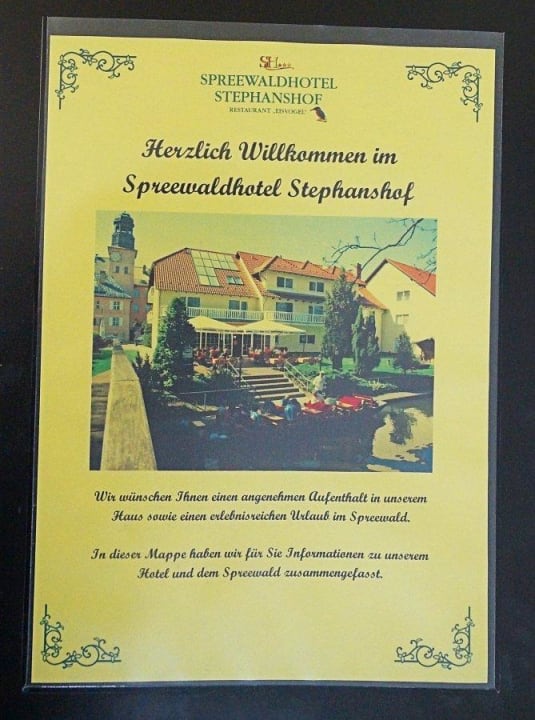 SH
SPREEWALDHOTEL
STEPHANSHOF
RESTAURANT „EISVOGEL“
Herzlich Willkommen im
Spreewaldhotel Stephanshof
Wir wünschen Ihnen einen angenehmen Aufenthalt in unserem
Haus sowie einen erlebnisreichen Urlaub im Spreewald.
In dieser Mappe haben wir für Sie Informationen zu unserem
Hotel und dem Spreewald zusammengefasst.